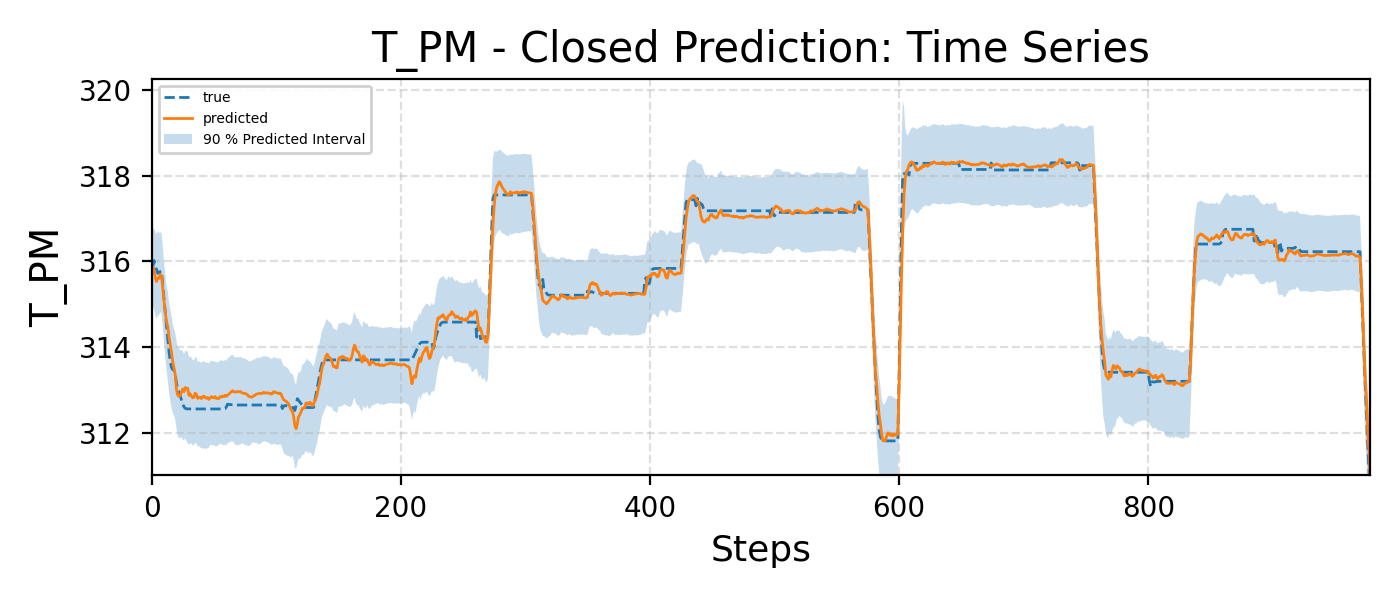 T_PM - Closed Prediction: Time Series
320
318
316
314
312
T_PM
true
predicted
90 % Predicted Interval
0
200
400
600
800
Steps